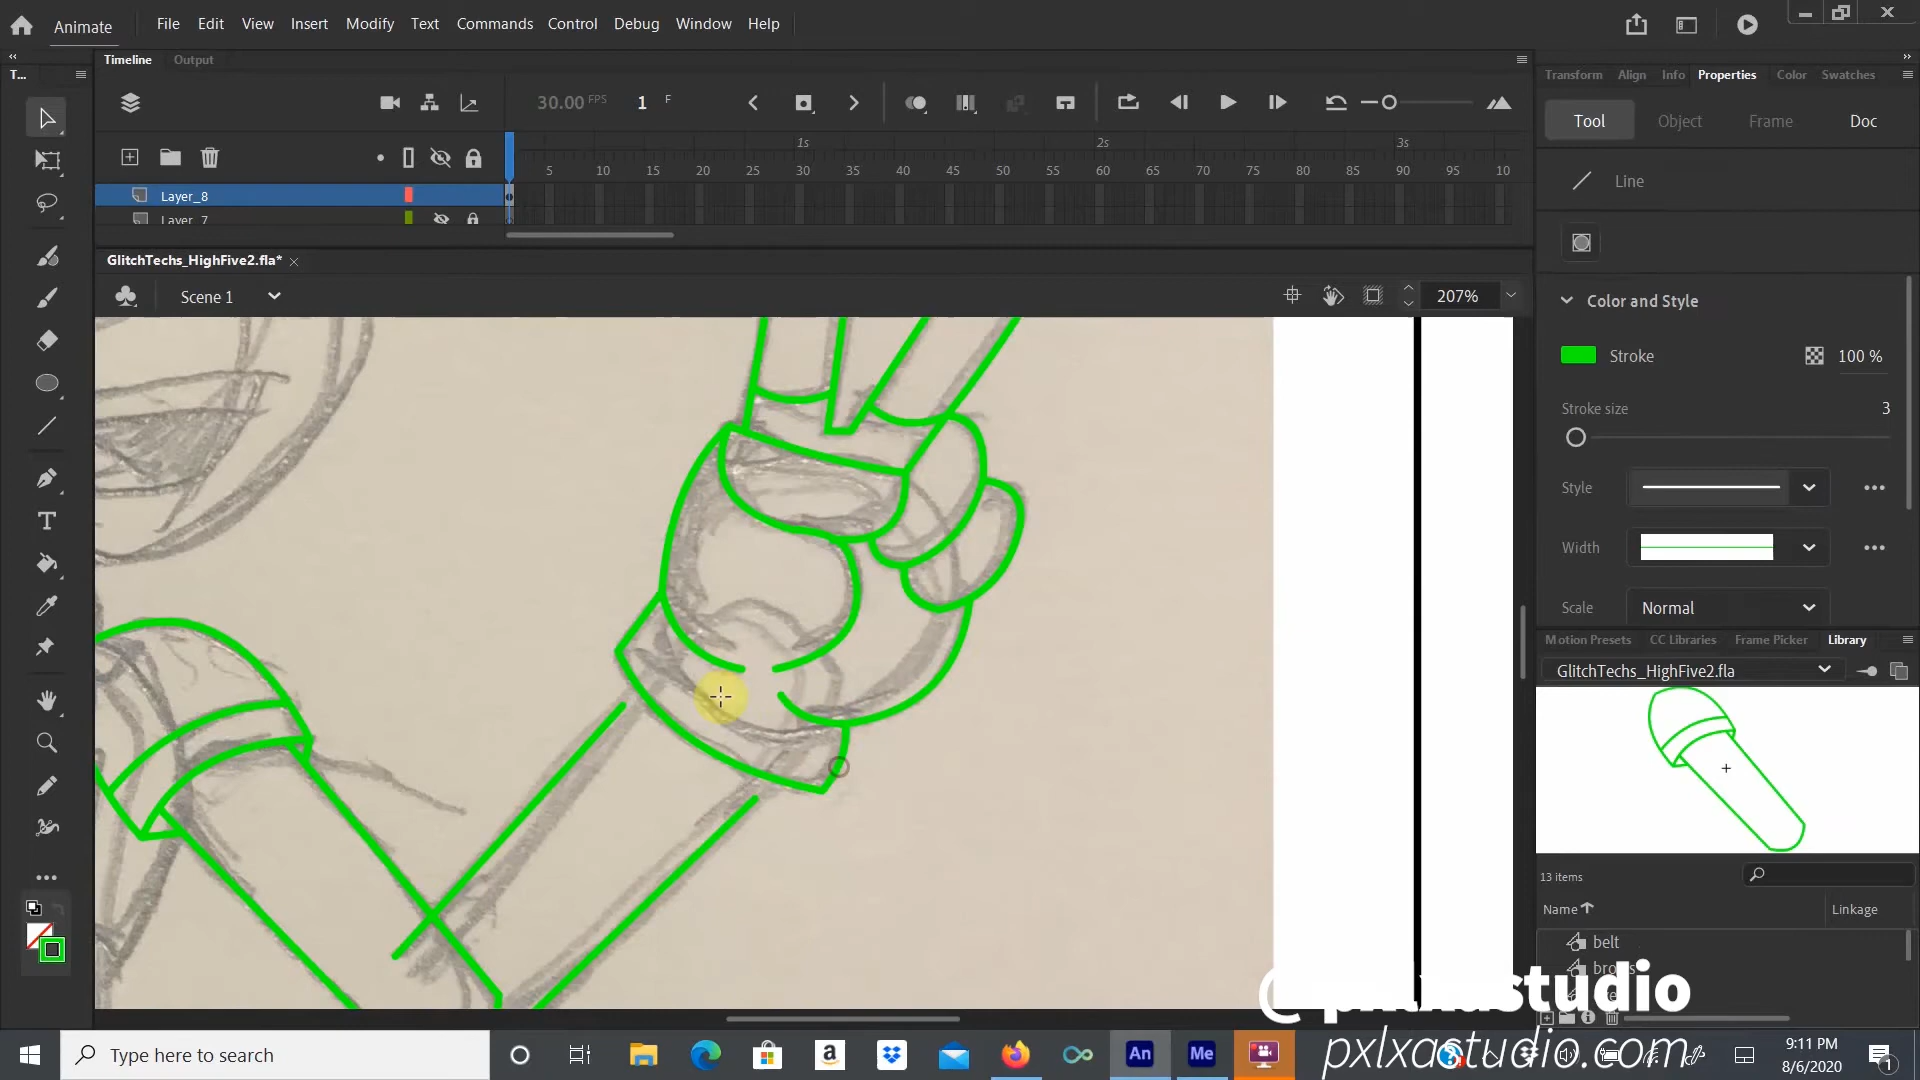 Animate File Edit View Insert Modify Text Commands Control Debug Window Help
T... Timeline Output Transform Align Info Properties Color Swatches
30.00 FPS 1 F
Tool Object Frame Doc
1s 2s 3s
5 10 15 20 25 30 35 40 45 50 55 60 65 70 75 80 85 90 95 10
Line
Layer_8
Layer_7
GlitchTechs_HighFive2.fla*
Scene 1 207%
Color and Style
Stroke 100 %
Stroke size 3
Style
Width
Scale Normal
Motion Presets CC Libraries Frame Picker Library
GlitchTechs_HighFive2.fla
13 items
Name Linkage
belt
@pxlxastudio
pxlxastudio.com
Type here to search
An Me
9:11 PM
8/6/2020
1